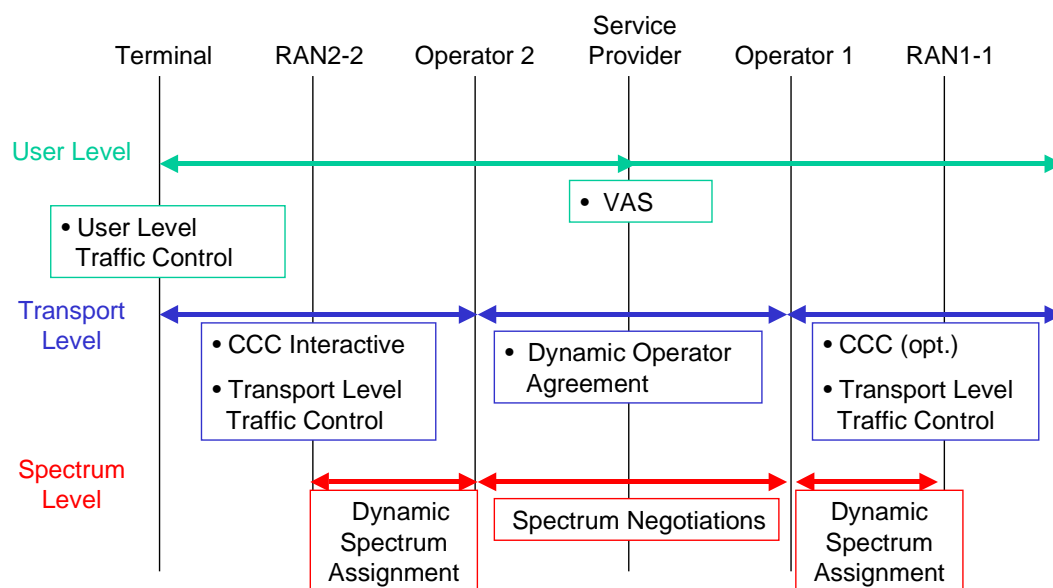 Service
Terminal RAN2-2 Operator 2 Provider Operator 1 RAN1-1
User Level
• VAS
• User Level
Traffic Control
Transport
Level
• CCC Interactive
• Transport Level
Traffic Control
• Dynamic Operator
Agreement
• CCC (opt.)
• Transport Level
Traffic Control
Spectrum
Level
Dynamic
Spectrum
Assignment
Spectrum Negotiations
Dynamic
Spectrum
Assignment